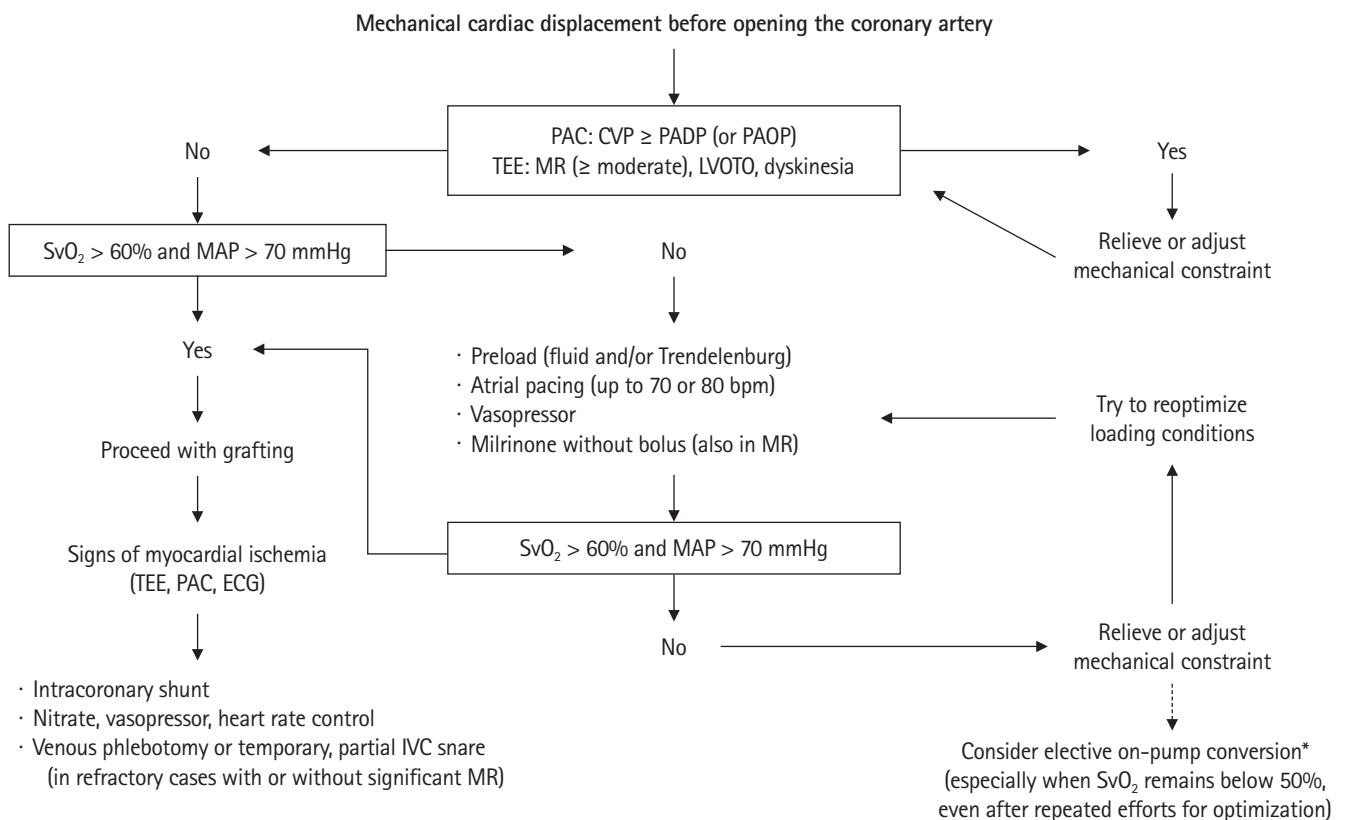 Mechanical cardiac displacement before opening the coronary artery
PAC: CVP ≥ PADP (or PAOP)
TEE: MR (≥ moderate), LVOTO, dyskinesia
No
Yes
Relieve or adjust
mechanical constraint
SvO₂ > 60% and MAP > 70 mmHg
No
Yes
· Preload (fluid and/or Trendelenburg)
· Atrial pacing (up to 70 or 80 bpm)
· Vasopressor
· Milrinone without bolus (also in MR)
Try to reoptimize
loading conditions
Proceed with grafting
SvO₂ > 60% and MAP > 70 mmHg
Signs of myocardial ischemia
(TEE, PAC, ECG)
No
Relieve or adjust
mechanical constraint
· Intracoronary shunt
· Nitrate, vasopressor, heart rate control
· Venous phlebotomy or temporary, partial IVC snare
(in refractory cases with or without significant MR)
Consider elective on-pump conversion*
(especially when SvO₂ remains below 50%,
even after repeated efforts for optimization)